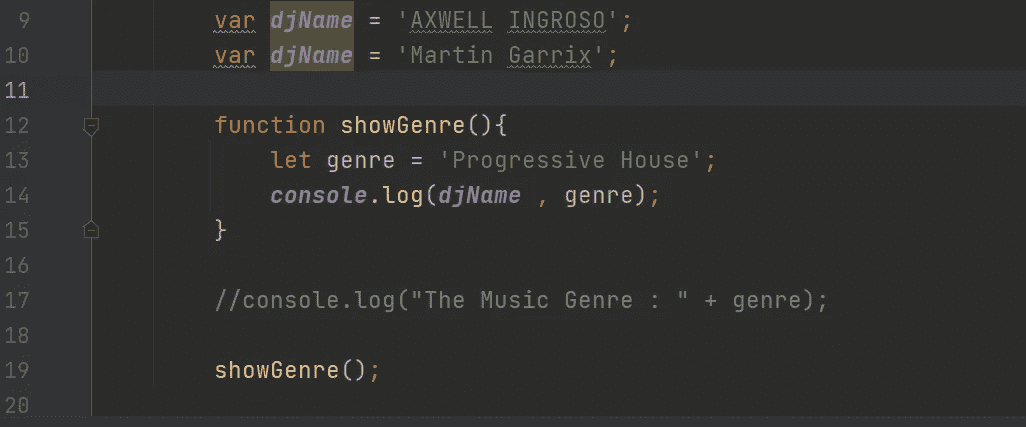 9 var djName = 'AXWELL INGROSO';
10 var djName = 'Martin Garrix';
11
12 function showGenre(){
13 let genre = 'Progressive House';
14 console.log(djName , genre);
15 }
16
17 //console.log("The Music Genre : " + genre);
18
19 showGenre();
20